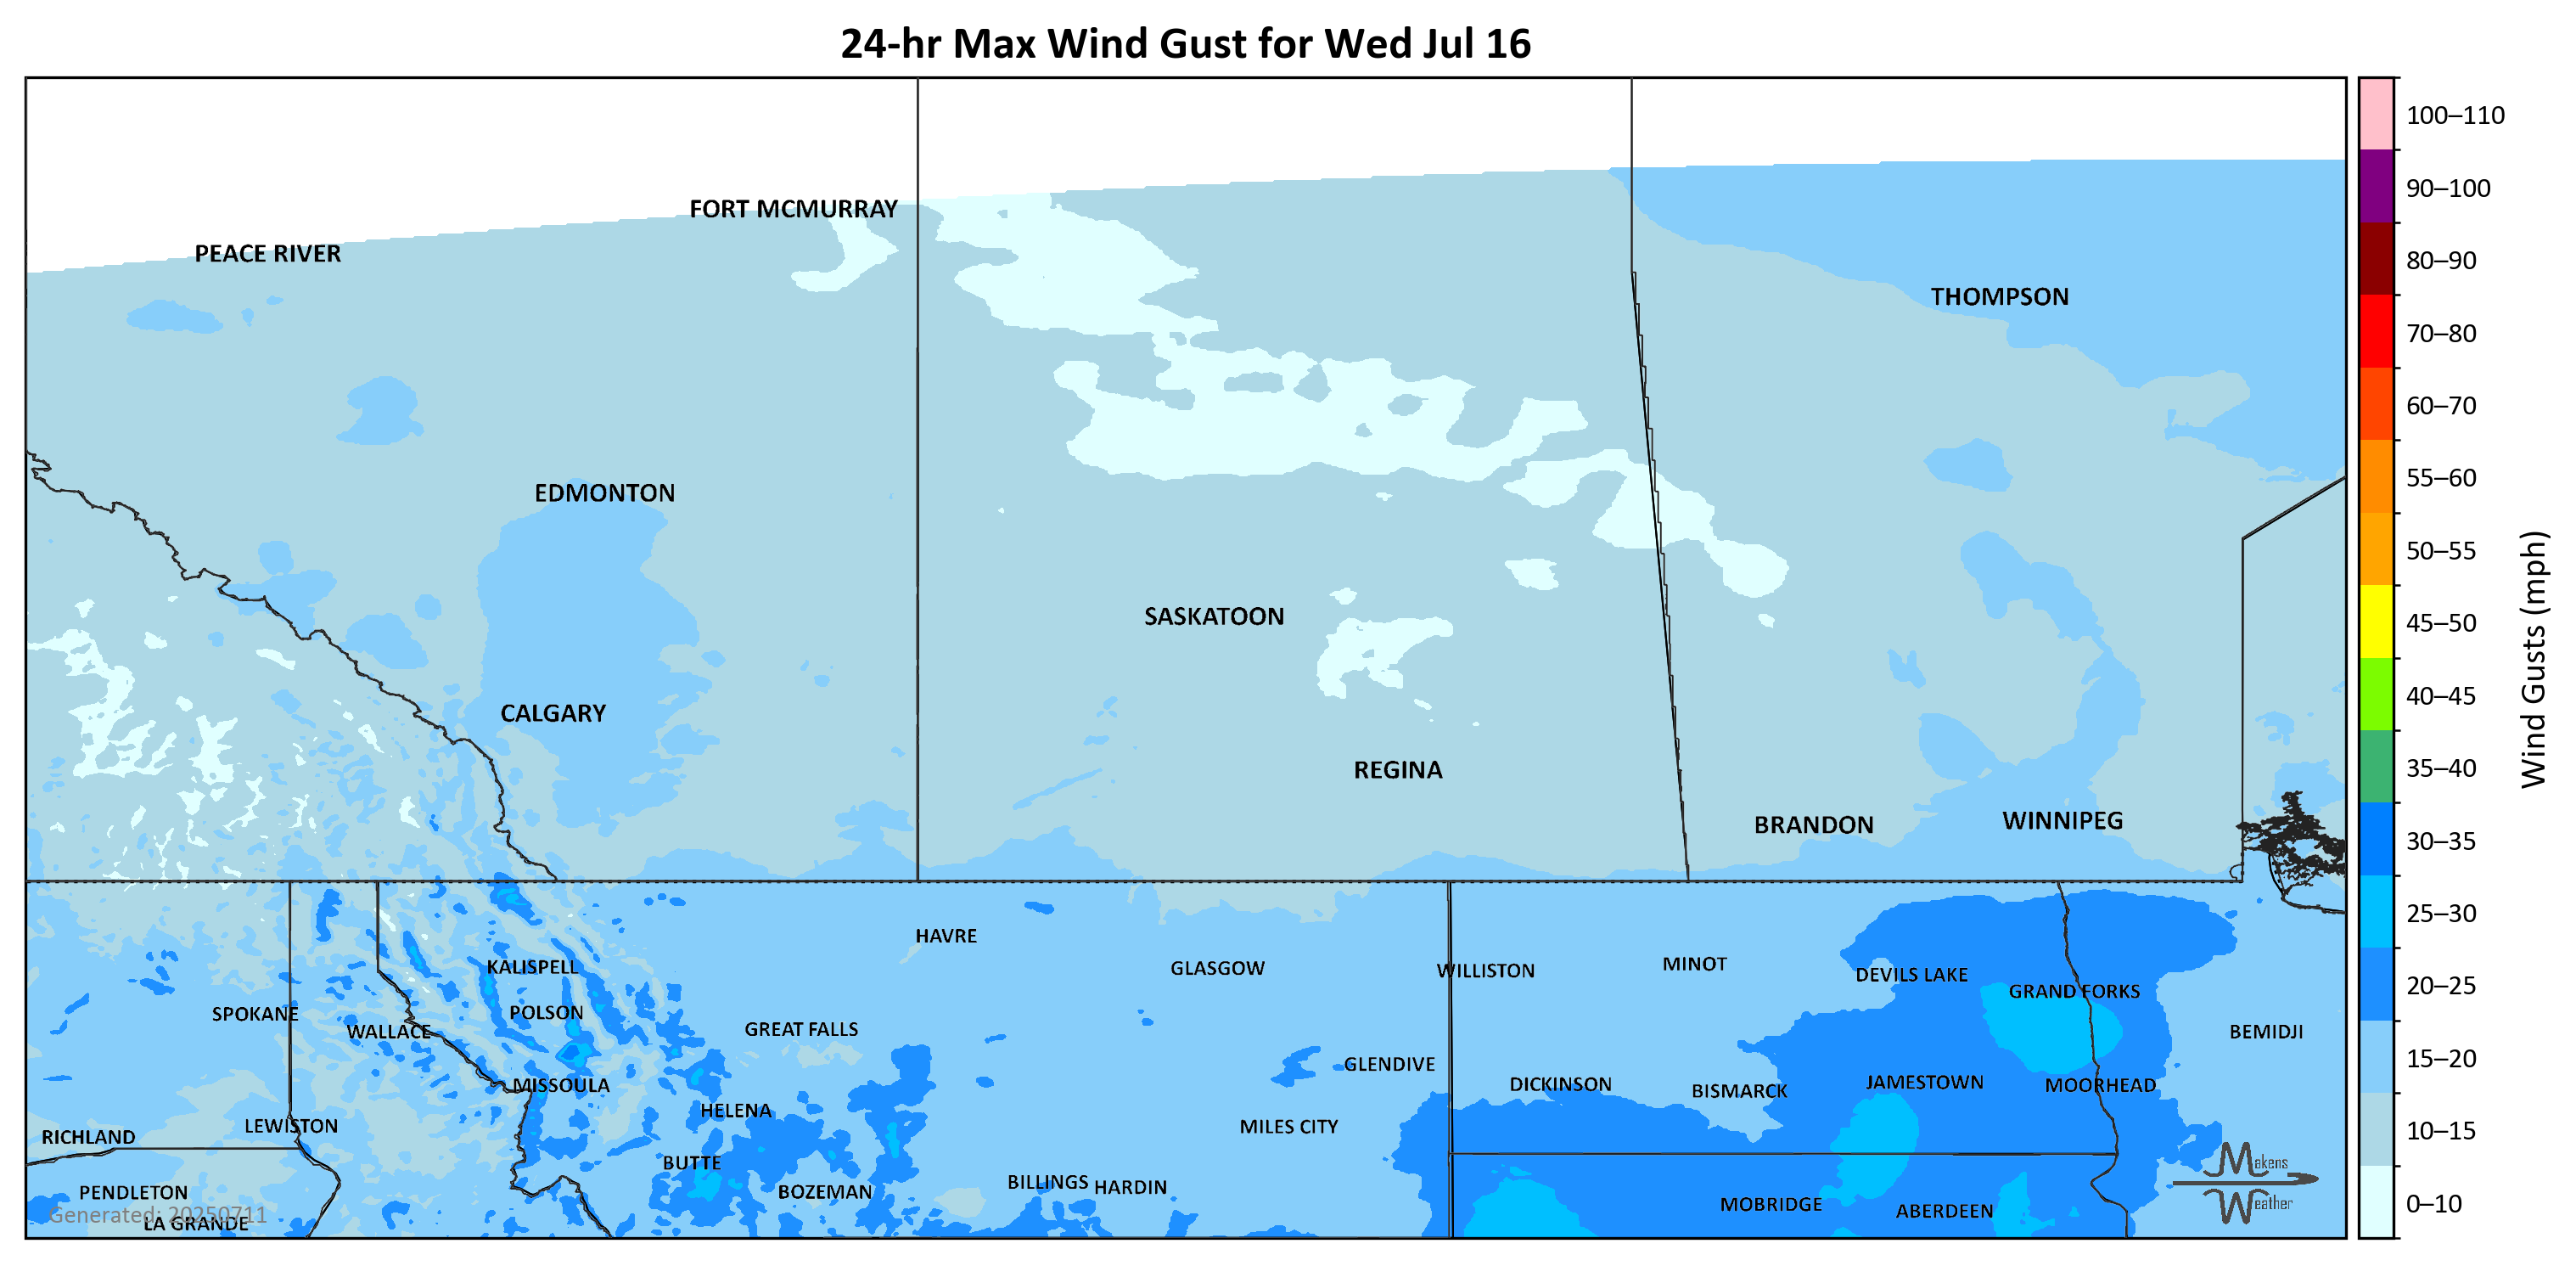 24-hr Max Wind Gust for Wed Jul 16
100–110
90–100
80–90
70–80
60–70
55–60
50–55
45–50
40–45
35–40
30–35
25–30
20–25
15–20
10–15
0–10
Wind Gusts (mph)
FORT MCMURRAY
PEACE RIVER
THOMPSON
EDMONTON
SASKATOON
CALGARY
REGINA
BRANDON
WINNIPEG
HAVRE
KALISPELL
GLASGOW
WILLISTON
MINOT
DEVILS LAKE
GRAND FORKS
SPOKANE
POLSON
WALLACE
GREAT FALLS
BEMIDJI
GLENDIVE
MISSOULA
DICKINSON
BISMARCK
JAMESTOWN
MOORHEAD
HELENA
LEWISTON
MILES CITY
RICHLAND
BUTTE
BOZEMAN
BILLINGS
HARDIN
PENDLETON
MOBRIDGE
ABERDEEN
Generated: 20250711
LA GRANDE
Makens
Weather